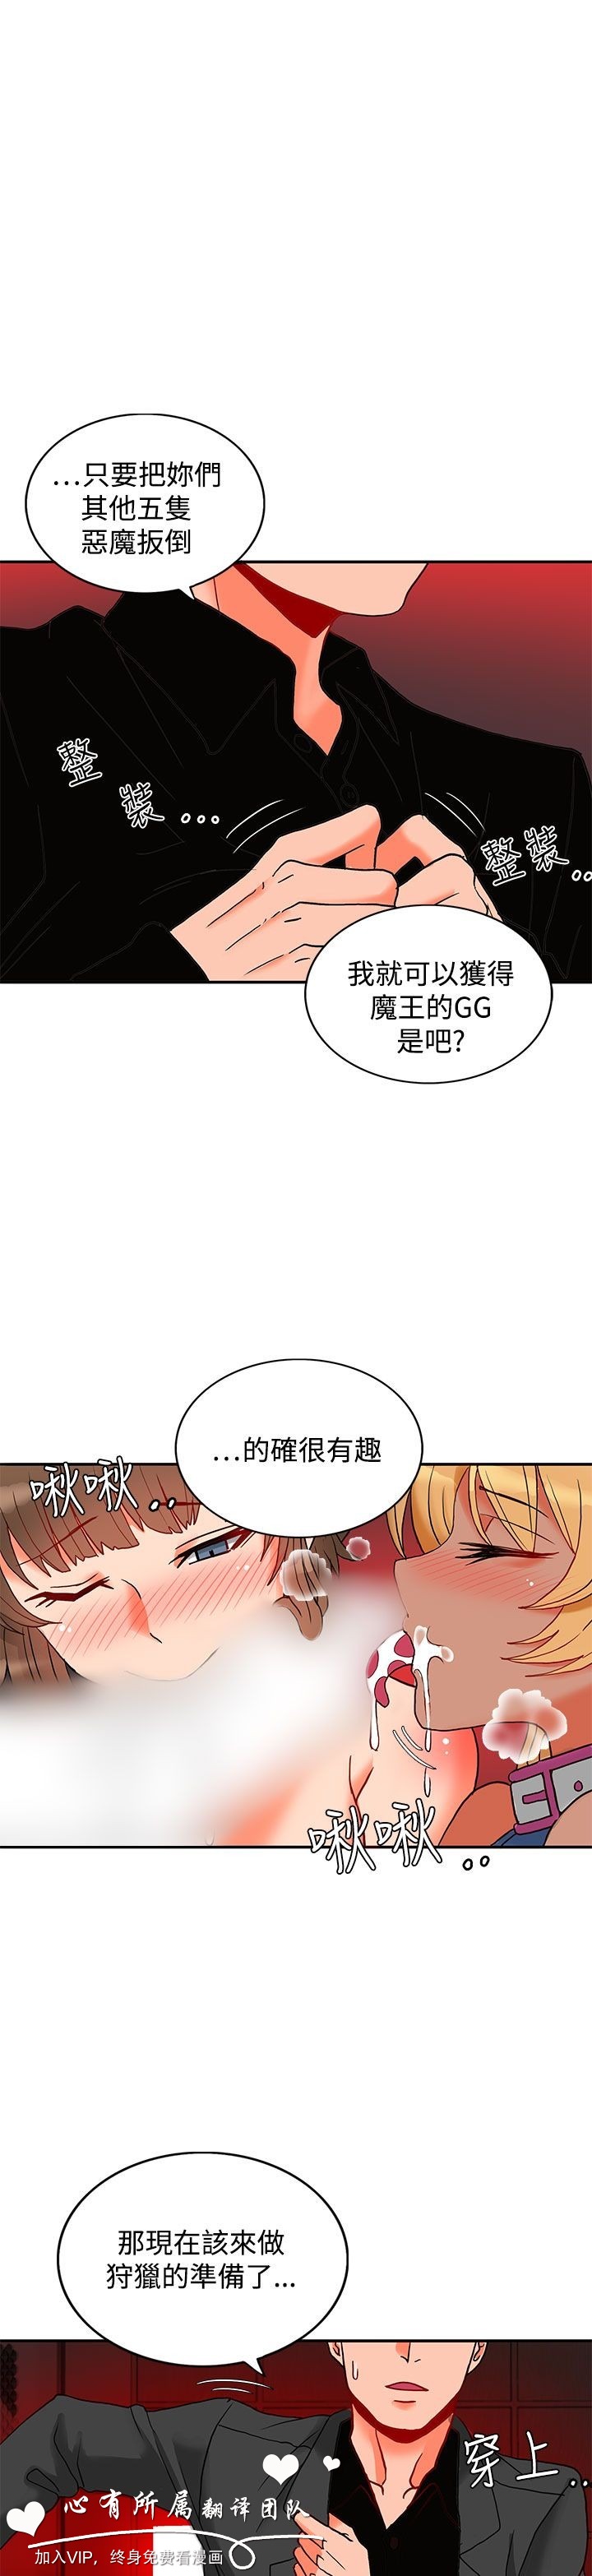 ...只要把妳們
其他五隻
惡魔扳倒
整裝...
整裝..
我就可以獲得
魔王的GG
是吧?
...的確很有趣
啾啾..
啾啾..
那現在該來做
狩獵的準備了...
穿上...
心有所属翻译团队
加入VIP，终身免费看漫画